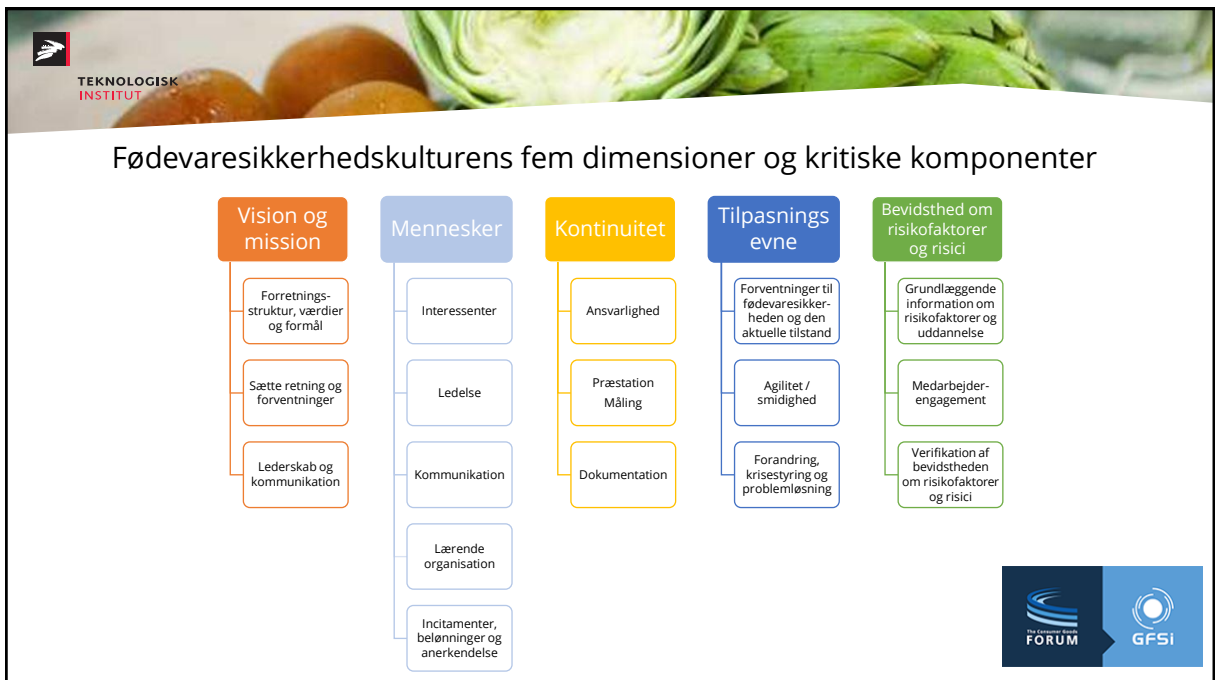 TEKNOLOGISK
INSTITUT
Fødevaresikkerhedskulturens fem dimensioner og kritiske komponenter
Vision og
mission
Forretnings-
struktur, værdier
og formål
Sætte retning og
forventninger
Lederskab og
kommunikation
Mennesker
Interessenter
Ledelse
Kommunikation
Lærende
organisation
Incitamenter,
belønninger og
anerkendelse
Kontinuitet
Ansvarlighed
Præstation
Måling
Dokumentation
Tilpasnings
evne
Forventninger til
fødevaresikker-
heden og den
aktuelle tilstand
Agilitet /
smidighed
Forandring,
krisestyring og
problemløsning
Bevidsthed om
risikofaktorer
og risici
Grundlæggende
information om
risikofaktorer og
uddannelse
Medarbejder-
engagement
Verifikation af
bevidstheden
om risikofaktorer
og risici
The Consumer Goods
FORUM
GFSi